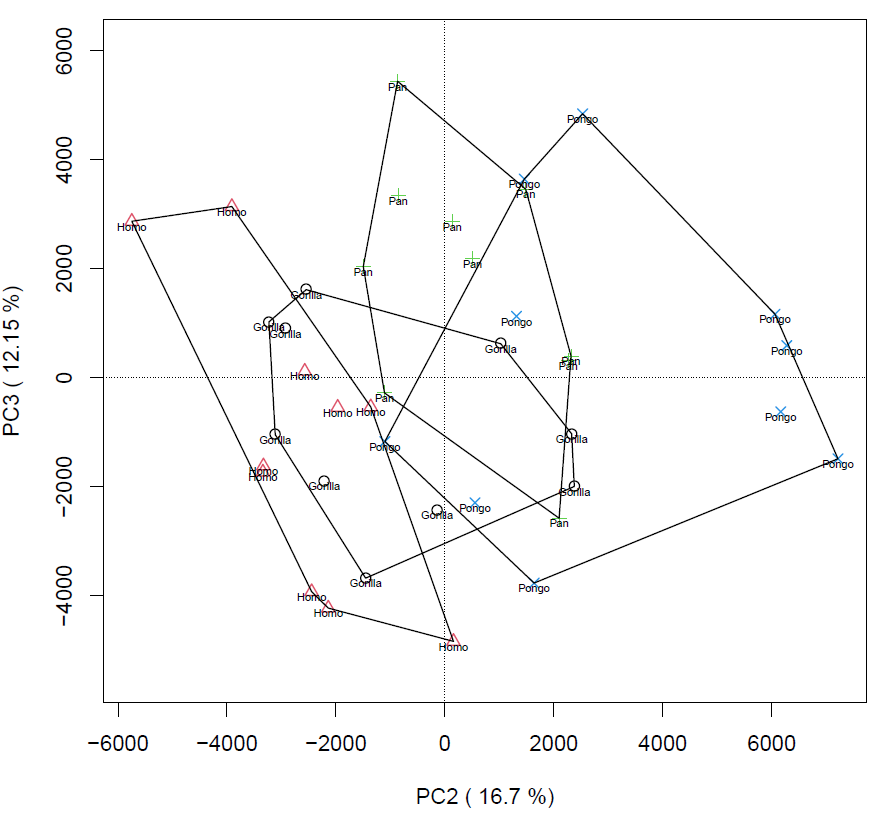 6000
Pan
Pongo
4000
Pongo
Pan
Pan
Homo
Homo
Pan
Pan
2000
Pan
Gorilla
Pongo
Pongo
Gorilla
Gorilla
Gorilla
Pongo
Pan
Pan
0
Homo
Pan
Homo
Homo
Pongo
Gorilla
Gorilla
Pongo
Pongo
Homo
Homo
−2000
Gorilla
Gorilla
Pongo
Gorilla
Pan
Gorilla
Pongo
−4000
Homo
Homo
Homo
PC3 ( 12.15 %)
−6000 −4000 −2000 0 2000 4000 6000
PC2 ( 16.7 %)